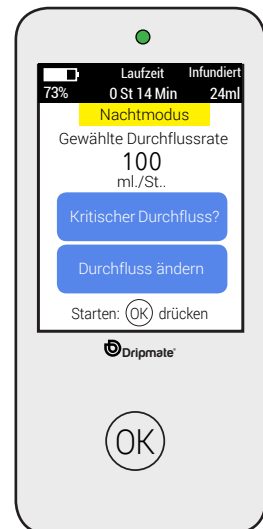 Laufzeit Infundiert
73% 0 St 14 Min 24ml
Nachtmodus
Gewählte Durchflussrate
100
ml./St..
Kritischer Durchfluss?
Durchfluss ändern
Starten: OK drücken
Dripmate®
OK